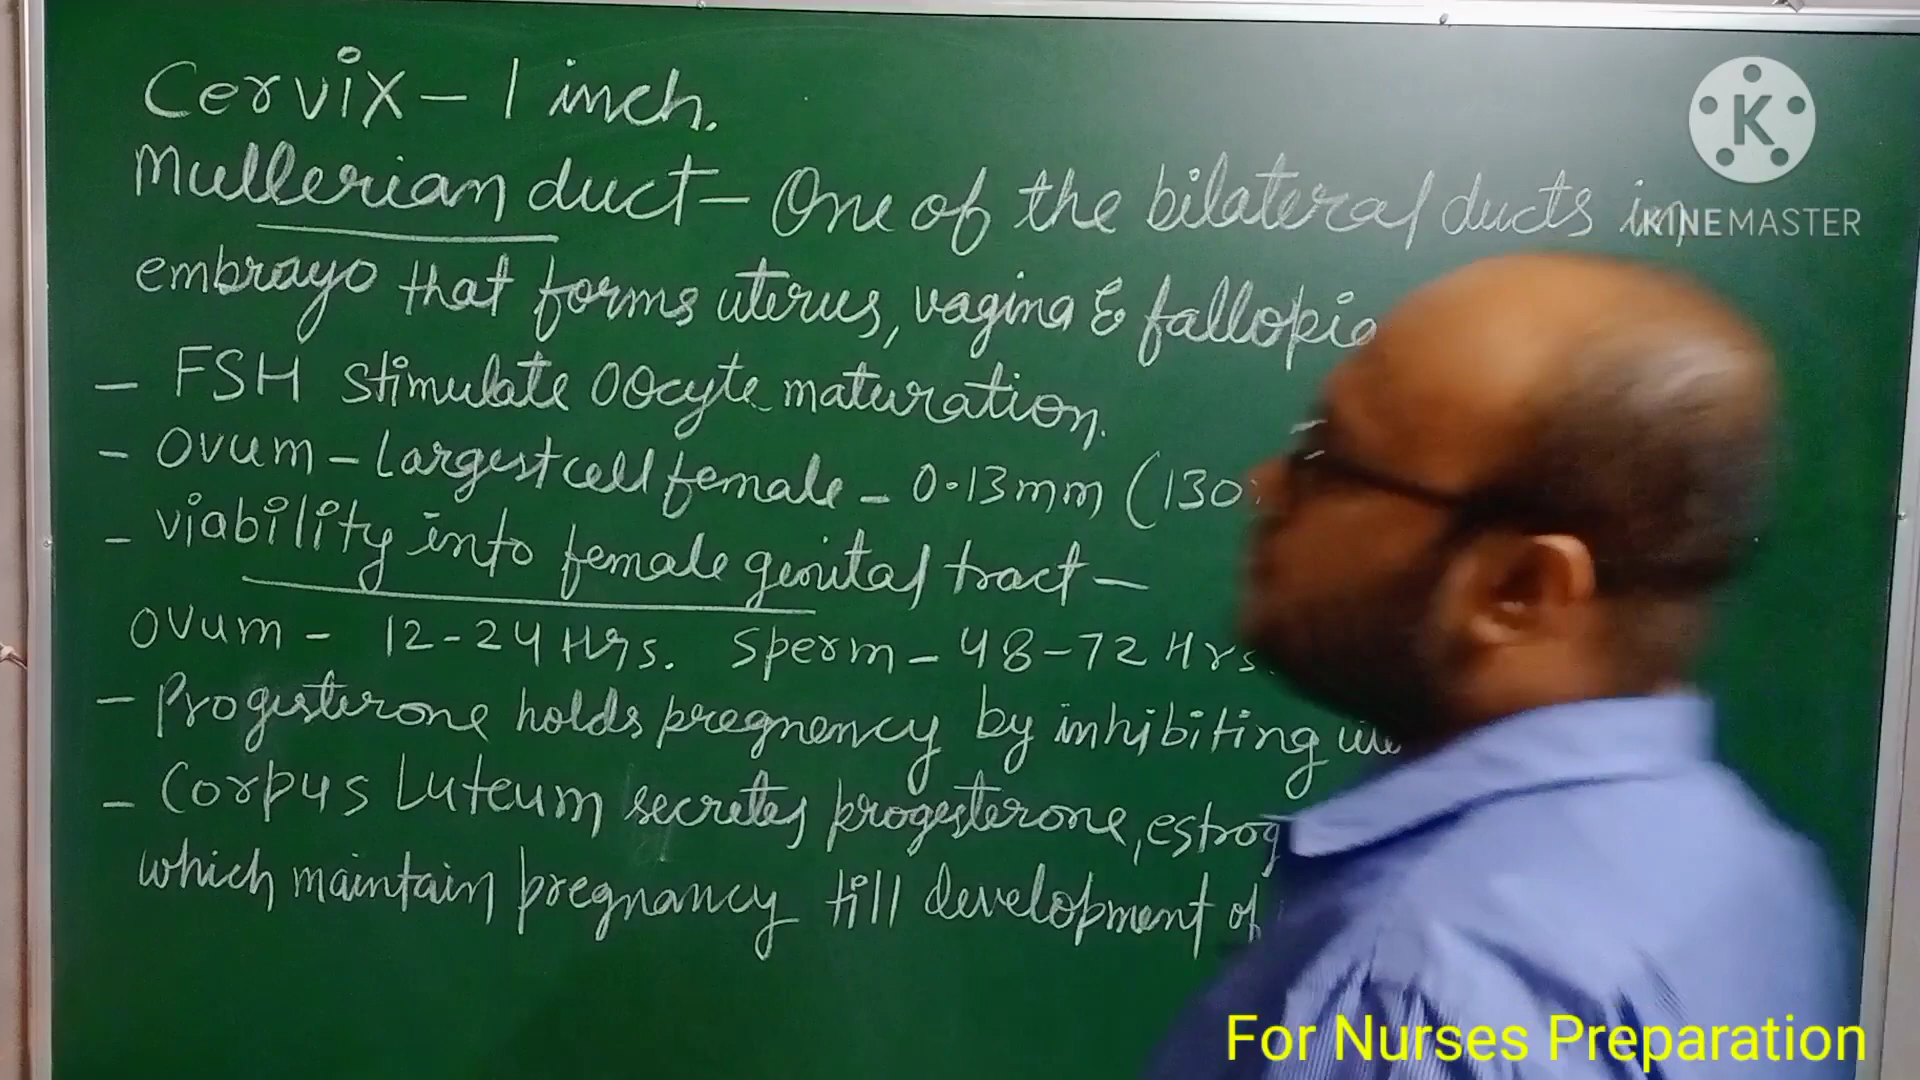 Cervix - 1 inch.
Mullerian duct - One of the bilateral ducts in
embrayo that forms uterus, vagina & fallopia
- FSH stimulate Oocyte maturation.
- Ovum - Largest cell female - 0.13mm (130
- viability into female genital tract -
Ovum - 12-24 Hrs. Sperm - 48-72 Hrs.
- Progesterone holds pregnency by inhibiting
- Corpus Luteum secretes progesterone, estrog
which maintain pregnancy till development of
K
KINEMASTER
For Nurses Preparation